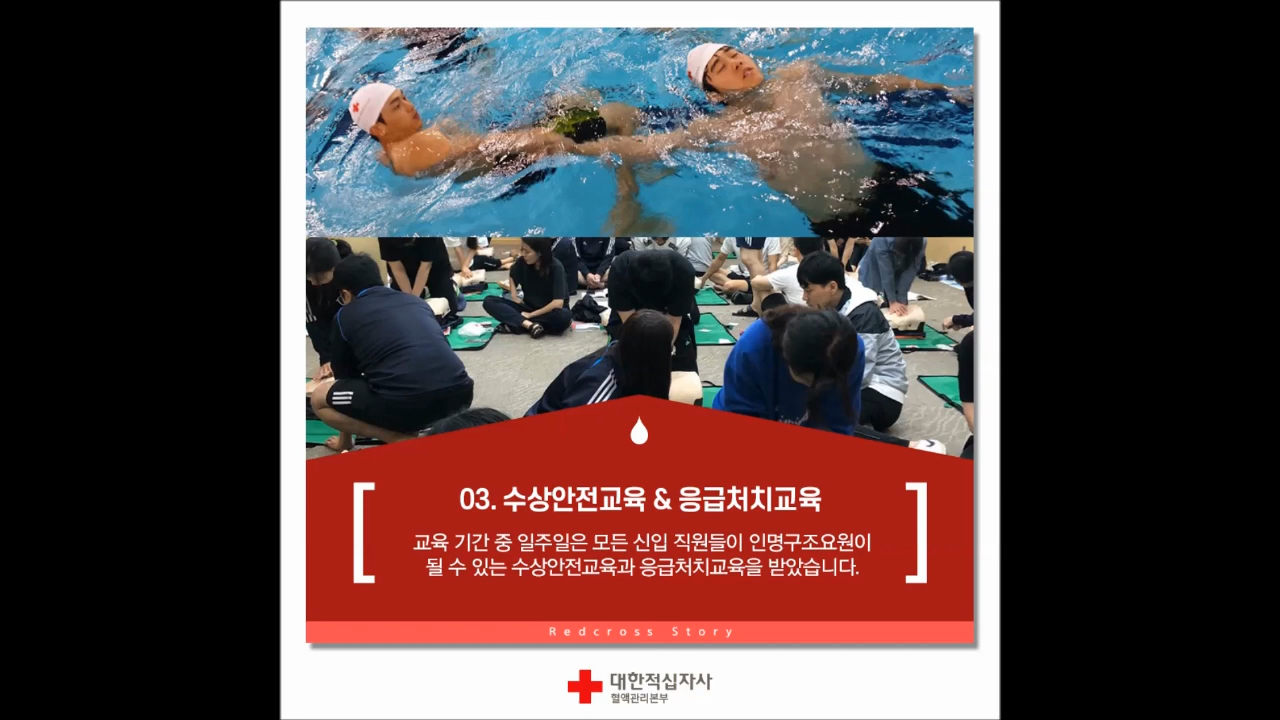 03. 수상안전교육 & 응급처치교육
교육 기간 중 일주일은 모든 신입 직원들이 인명구조요원이
될 수 있는 수상안전교육과 응급처치교육을 받았습니다.
Redcross Story
대한적십자사
혈액관리본부